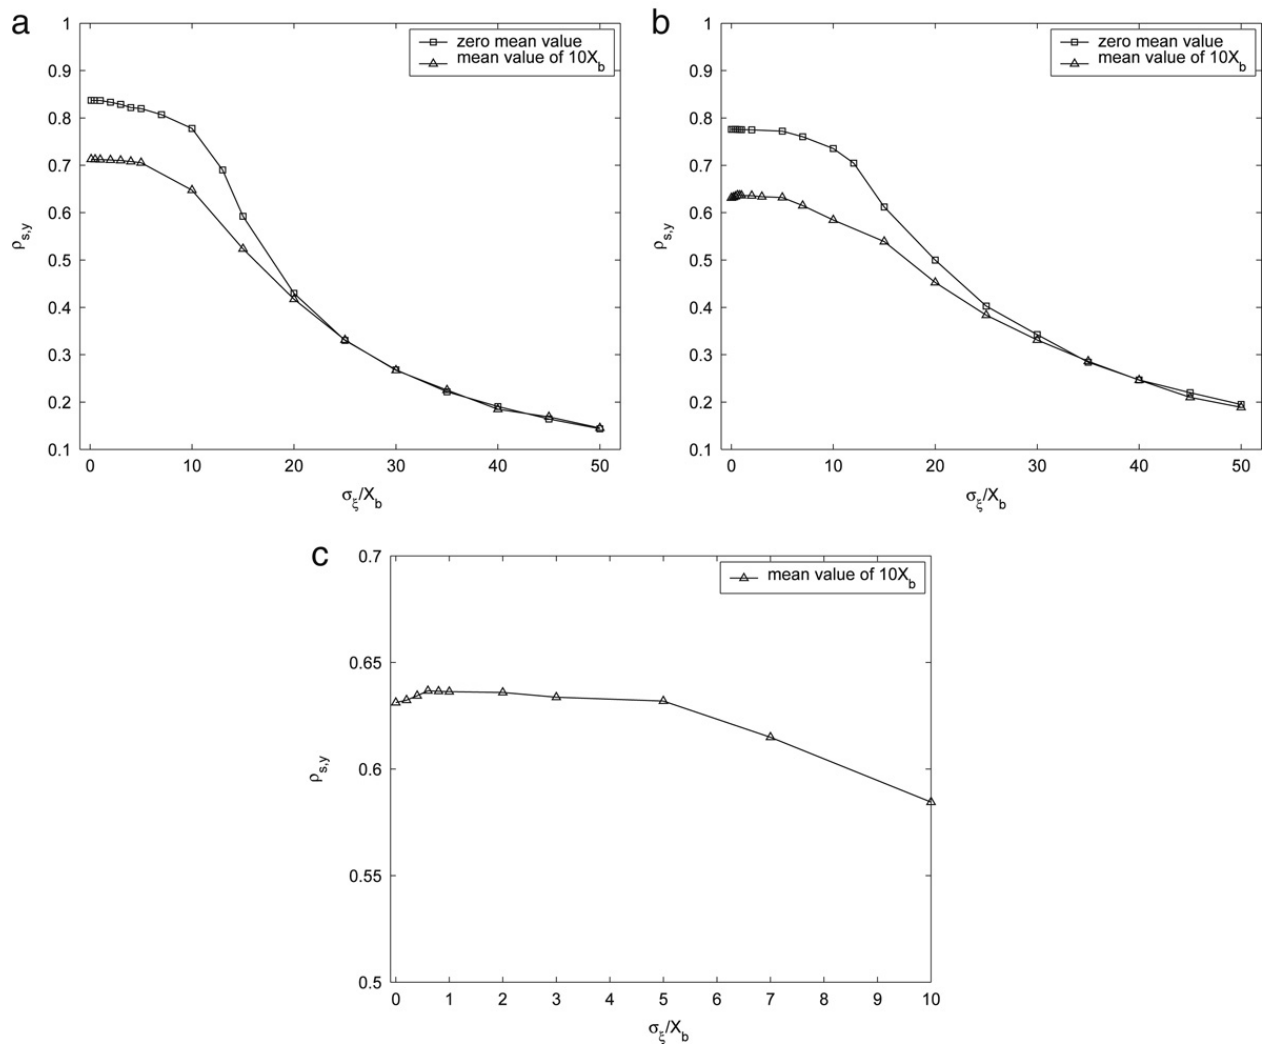 a
1
0.9
0.8
0.7
0.6
0.5
0.4
0.3
0.2
0.1
ρs,y
0 10 20 30 40 50
σξ/Xb
zero mean value
mean value of 10Xb
b
1
0.9
0.8
0.7
0.6
0.5
0.4
0.3
0.2
0.1
ρs,y
0 10 20 30 40 50
σξ/Xb
zero mean value
mean value of 10Xb
c
0.7
0.65
0.6
0.55
0.5
ρs,y
0 1 2 3 4 5 6 7 8 9 10
σξ/Xb
mean value of 10Xb